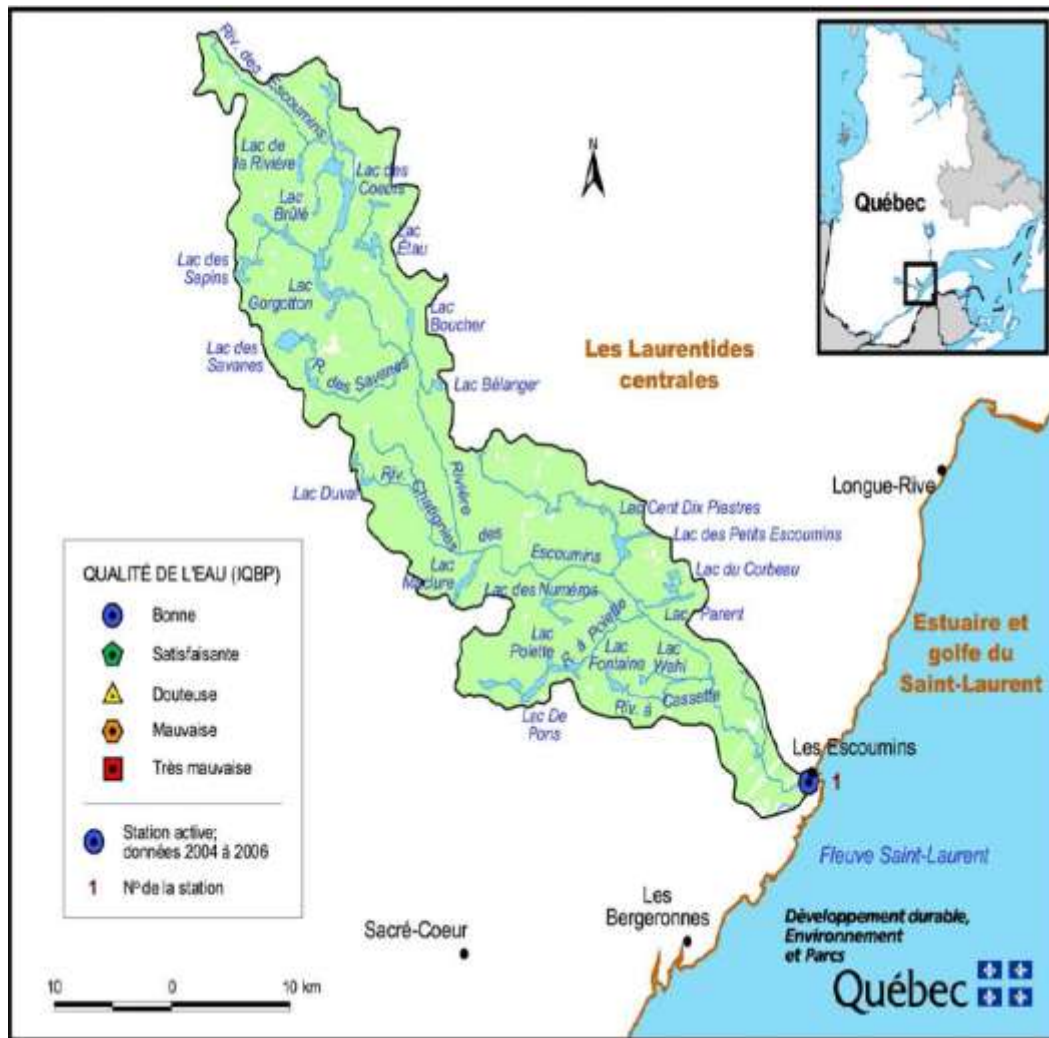 Riv. des Escoumins
Lac de
la Rivière
Lac des
Coeurs
Lac
Brûlé
Lac
Étau
Lac des
Sapins
Lac
Gorgotton
Lac
Boucher
Lac des
Savanes
R. des Savanes
Lac Bélanger
Les Laurentides
centrales
N
Québec
Longue-Rive
Lac Duval
Riv. Chatignies
Rivière
des
Escoumins
Lac Cent Dix Piastres
Lac des Petits Escoumins
Lac du Corbeau
Lac
Maclure
Lac des Numéros
Lac Parent
Lac
Polette
R. à Polette
Lac
Fontaine
Lac
Wahl
Riv. à Cassette
Lac De
Pons
Estuaire et
golfe du
Saint-Laurent
Les Escoumins
1
Fleuve Saint-Laurent
Les
Bergeronnes
Sacré-Coeur
QUALITÉ DE L'EAU (IQBP)
Bonne
Satisfaisante
Douteuse
Mauvaise
Très mauvaise
Station active;
données 2004 à 2006
1 No de la station
10 0 10 km
Développement durable,
Environnement
et Parcs
Québec